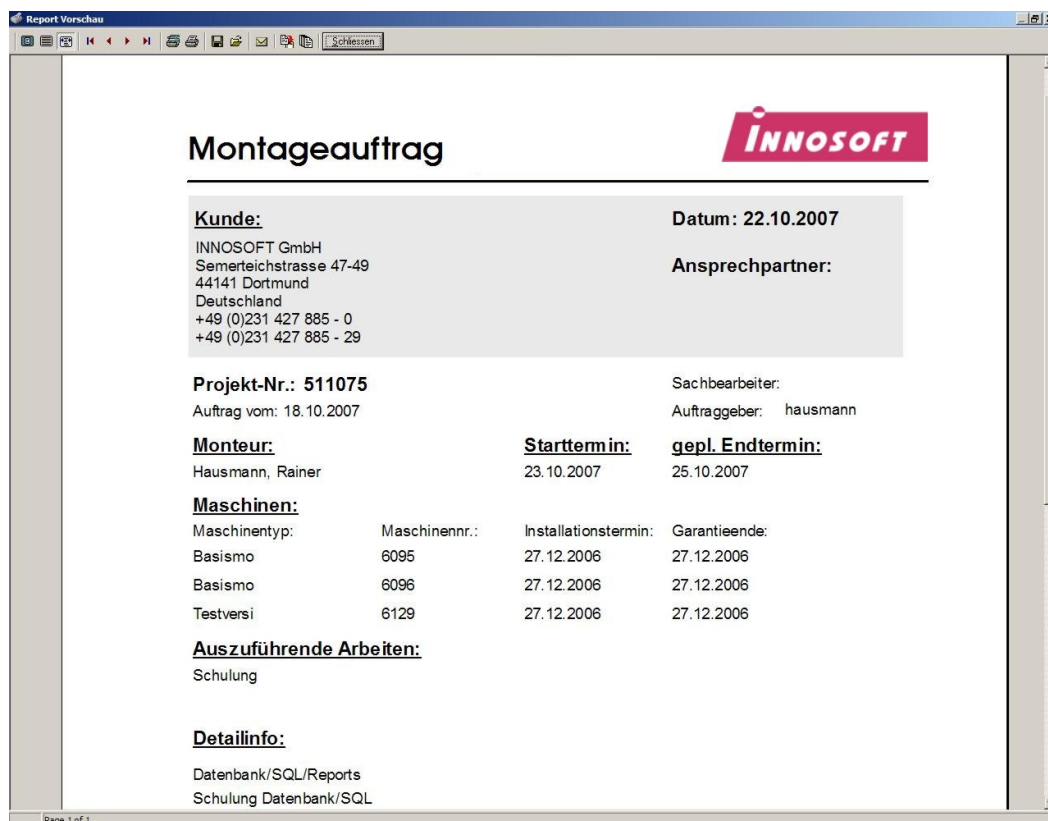 Report Vorschau
Schliessen
Montageauftrag
INNOSOFT
Kunde:
INNOSOFT GmbH
Semerteichstrasse 47-49
44141 Dortmund
Deutschland
+49 (0)231 427 885 - 0
+49 (0)231 427 885 - 29
Datum: 22.10.2007
Ansprechpartner:
Projekt-Nr.: 511075
Sachbearbeiter:
Auftrag vom: 18.10.2007
Auftraggeber: hausmann
Monteur: Starttermin: gepl. Endtermin:
Hausmann, Rainer 23.10.2007 25.10.2007
Maschinen:
Maschinentyp: Maschinennr.: Installationstermin: Garantieende:
Basismo 6095 27.12.2006 27.12.2006
Basismo 6096 27.12.2006 27.12.2006
Testversi 6129 27.12.2006 27.12.2006
Auszuführende Arbeiten:
Schulung
Detailinfo:
Datenbank/SQL/Reports
Schulung Datenbank/SQL
Page 1 of 1